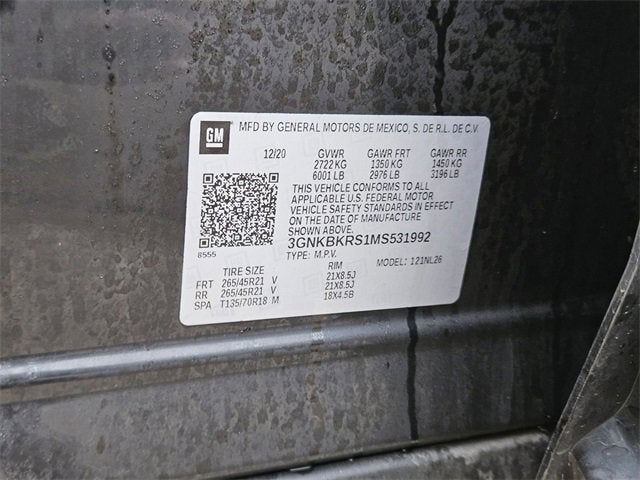 GM
MFD BY GENERAL MOTORS DE MEXICO, S. DE R.L. DE C.V.
12/20 GVWR GAWR FRT GAWR RR
2722 KG 1350 KG 1450 KG
6001 LB 2976 LB 3196 LB
THIS VEHICLE CONFORMS TO ALL
APPLICABLE U.S. FEDERAL MOTOR
VEHICLE SAFETY STANDARDS IN EFFECT
ON THE DATE OF MANUFACTURE SHOWN
ABOVE.
3GNKBKRS1MS531992
8555 TYPE: M.P.V. MODEL: 121NL26
TIRE SIZE RIM
FRT 265/45R21 V 21X8.5J
RR 265/45R21 V 21X8.5J
SPA T135/70R18 M 18X4.5B